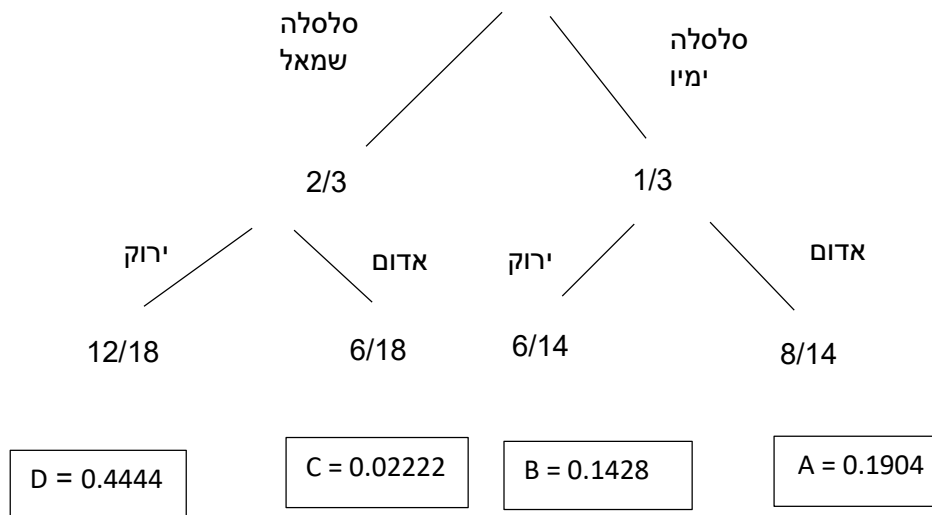 סלסלה
ימיו
סלסלה
שמאל
1/3
2/3
אדום
ירוק
אדום
ירוק
8/14
6/14
6/18
12/18
A = 0.1904
B = 0.1428
C = 0.02222
D = 0.4444